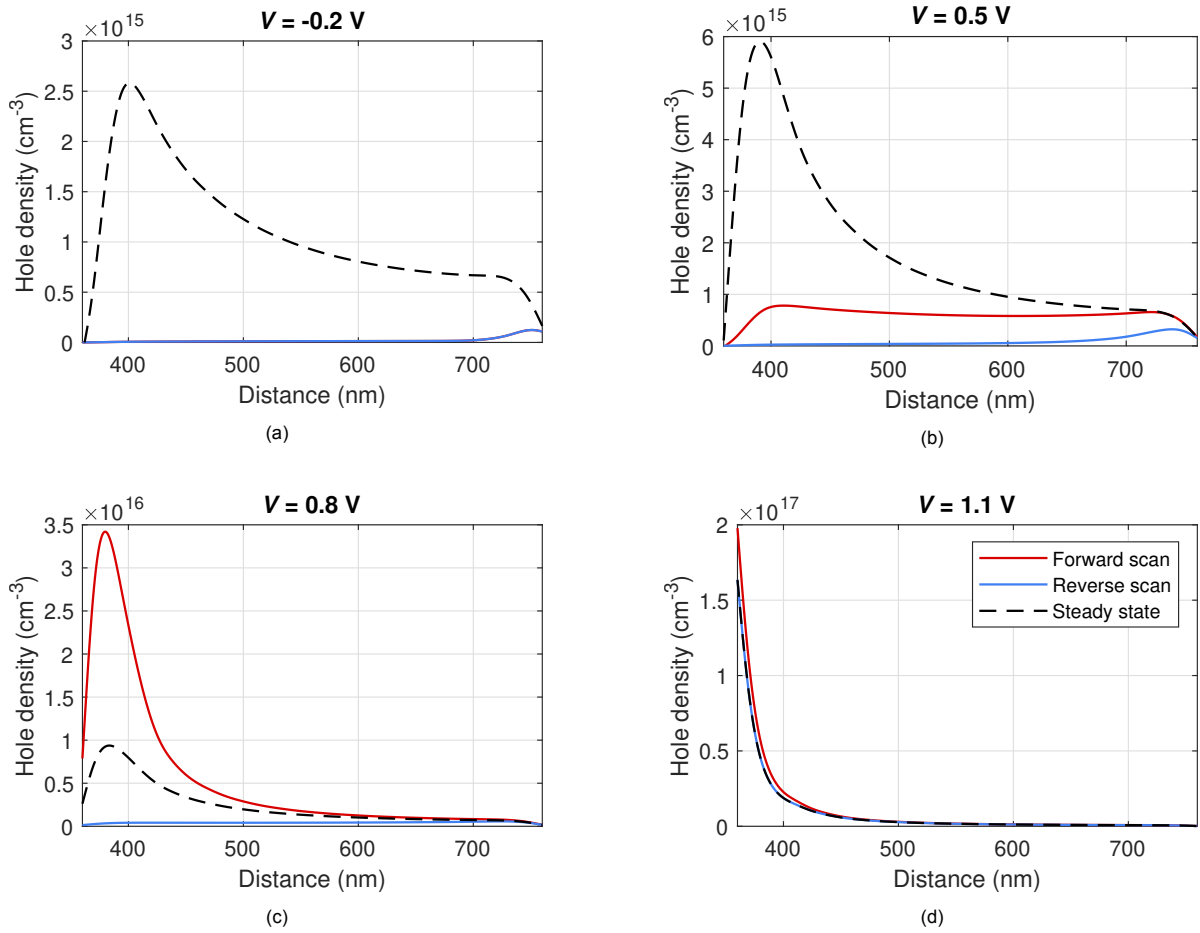 V = -0.2 V
×10^15
3
2.5
2
1.5
1
0.5
0
400
500
600
700
Hole density (cm^-3)
Distance (nm)
(a)
V = 0.5 V
×10^15
6
5
4
3
2
1
0
400
500
600
700
Hole density (cm^-3)
Distance (nm)
(b)
V = 0.8 V
×10^16
3.5
3
2.5
2
1.5
1
0.5
0
400
500
600
700
Hole density (cm^-3)
Distance (nm)
(c)
V = 1.1 V
×10^17
2
1.5
1
0.5
0
400
500
600
700
Hole density (cm^-3)
Distance (nm)
Forward scan
Reverse scan
Steady state
(d)